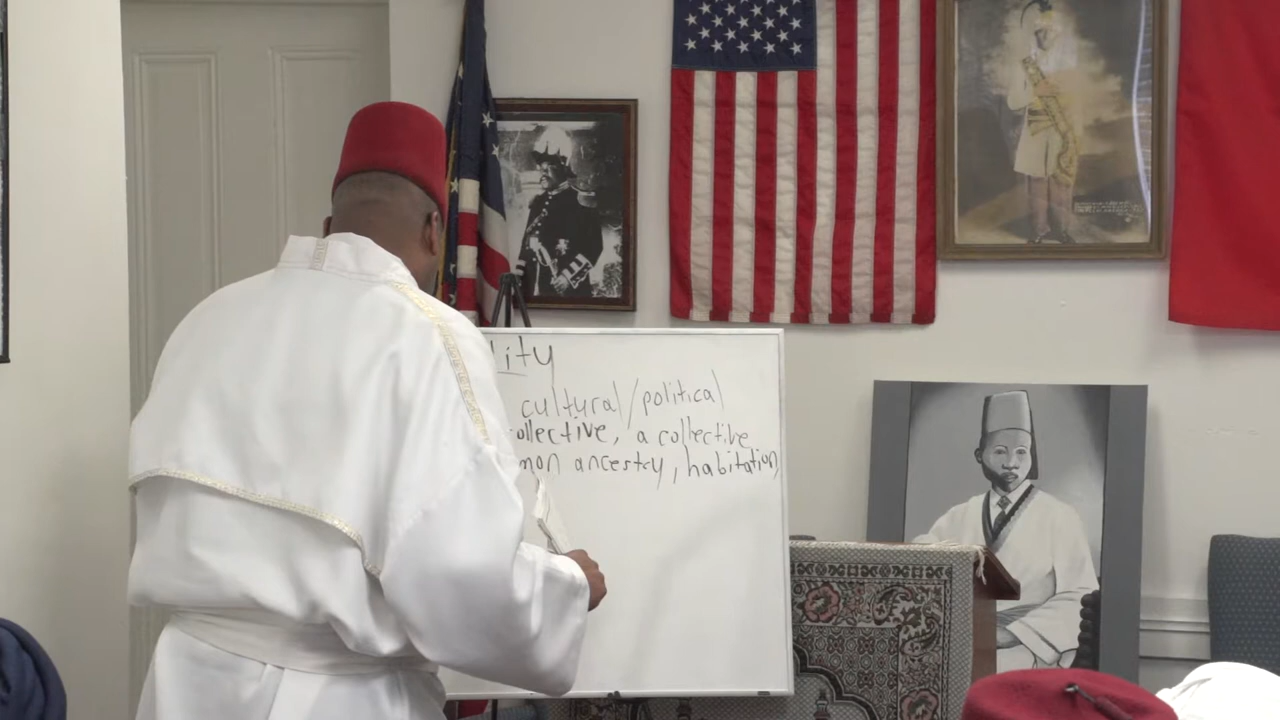 lity
cultural/political
ollective, a collective
mon ancestry, habitation,